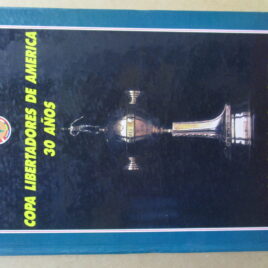 COPA LIBERTADORES DE AMERICA
30 AÑOS